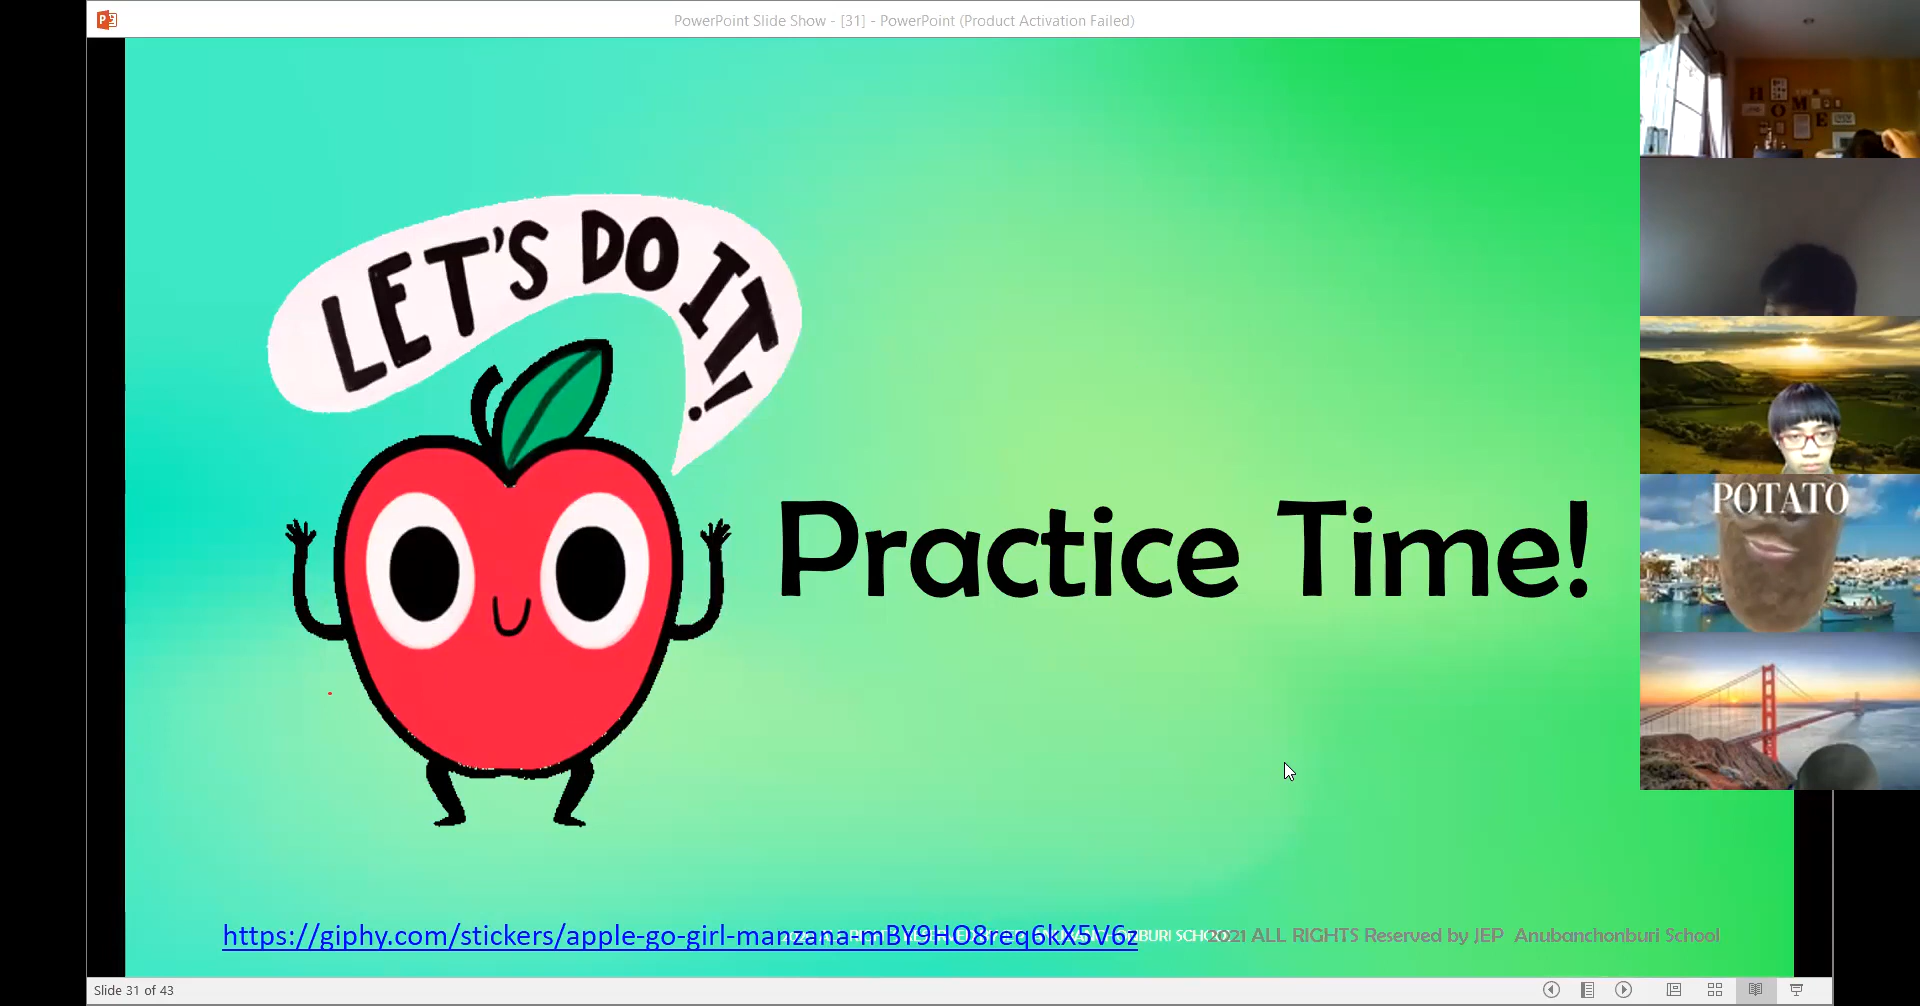 PowerPoint Slide Show - [31] - PowerPoint (Product Activation Failed)
LET'S DO IT!
Practice Time!
HOME
POTATO
https://giphy.com/stickers/apple-go-girl-manzana-mBY9HO8req6kX5V6z
2021 ALL RIGHTS Reserved by JEP Anubanchonburi School
Slide 31 of 43